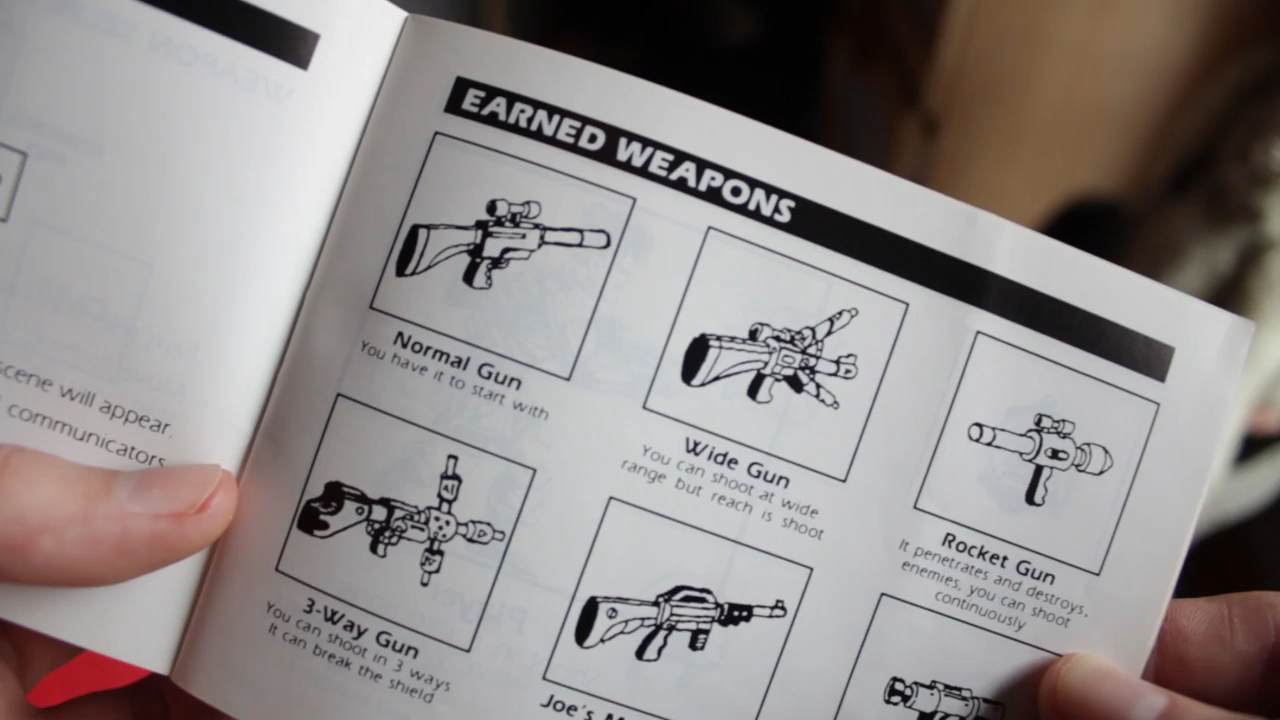 scene will appear.
communicators
EARNED WEAPONS
Normal Gun
You have it to start with
Wide Gun
You can shoot at wide
range but reach is shoot
Rocket Gun
It penetrates and destroys.
enemies, you can shoot
continuously
3-Way Gun
You can shoot in 3 ways
It can break the shield
Joe's